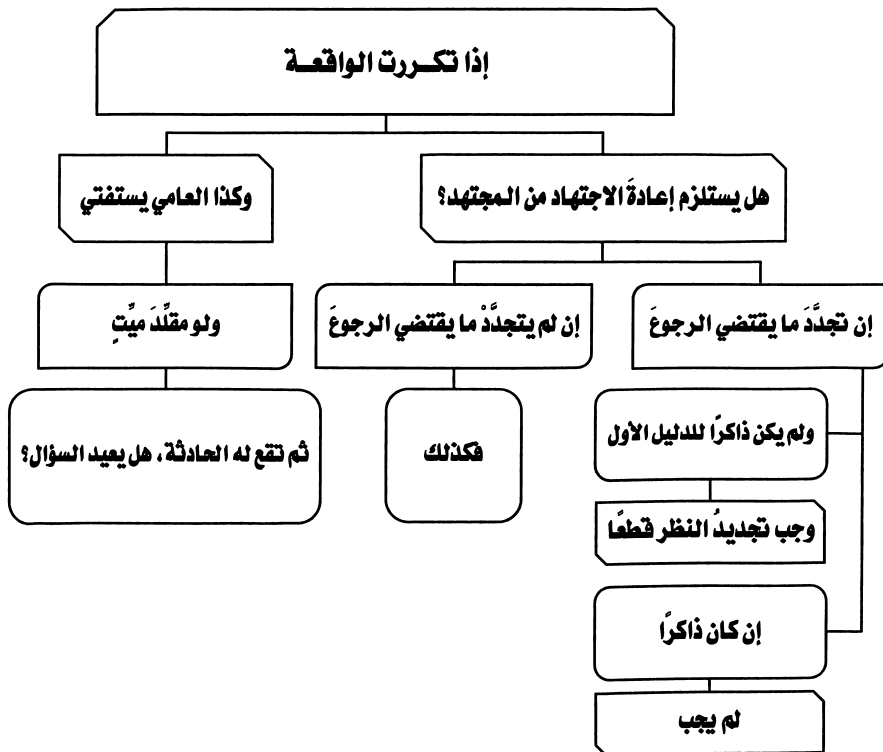 إذا تكــررت الواقعــة
هل يستلزم إعادةَ الاجتهاد من المجتهد؟
وكذا العامي يستفتي
إن تجدَّدَ ما يقتضي الرجوعَ
إن لم يتجدَّدْ ما يقتضي الرجوعَ
ولو مقلِّدَ ميِّتٍ
ولم يكن ذاكرًا للدليل الأول
فكذلك
ثم تقع له الحادثة، هل يعيد السؤال؟
وجب تجديدُ النظر قطعًا
إن كان ذاكرًا
لم يجب